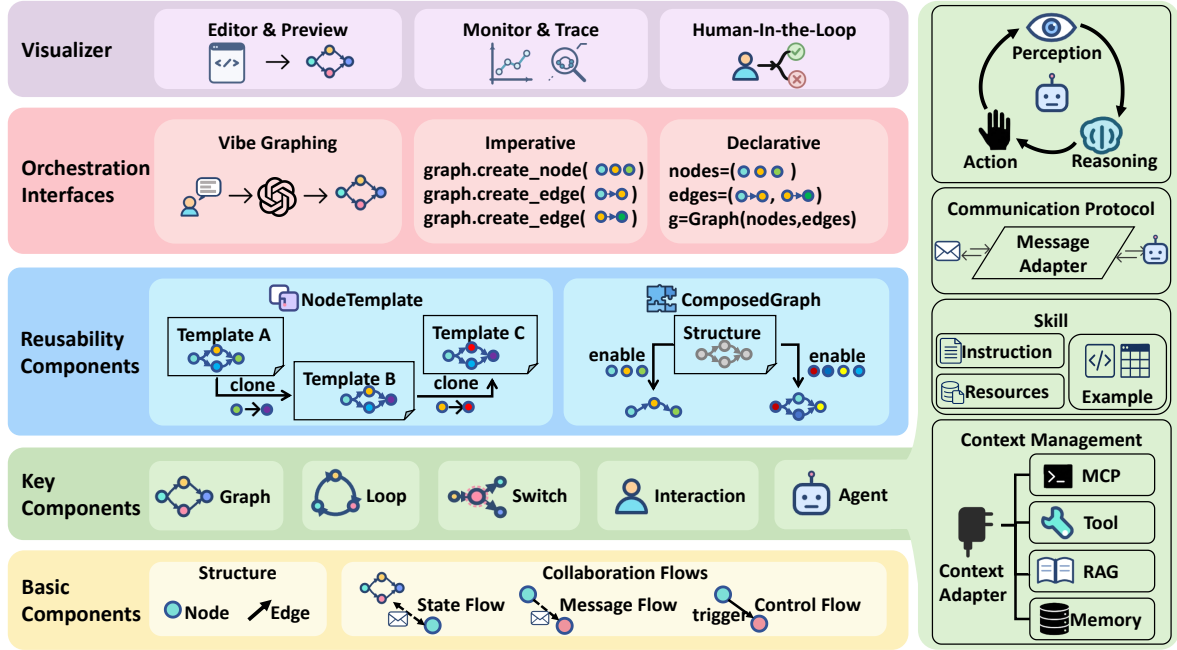 Visualizer
Editor & Preview
Monitor & Trace
Human-In-the-Loop
Orchestration
Interfaces
Vibe Graphing
Imperative
graph.create_node( )
graph.create_edge( )
graph.create_edge( )
Declarative
nodes=( )
edges=( , )
g=Graph(nodes,edges)
Reusability
Components
NodeTemplate
Template A
clone
Template B
clone
Template C
ComposedGraph
Structure
enable
enable
Key
Components
Graph
Loop
Switch
Interaction
Agent
Basic
Components
Structure
Node
Edge
Collaboration Flows
State Flow
Message Flow
trigger
Control Flow
Perception
Action
Reasoning
Communication Protocol
Message
Adapter
Skill
Instruction
Resources
Example
Context Management
Context
Adapter
MCP
Tool
RAG
Memory